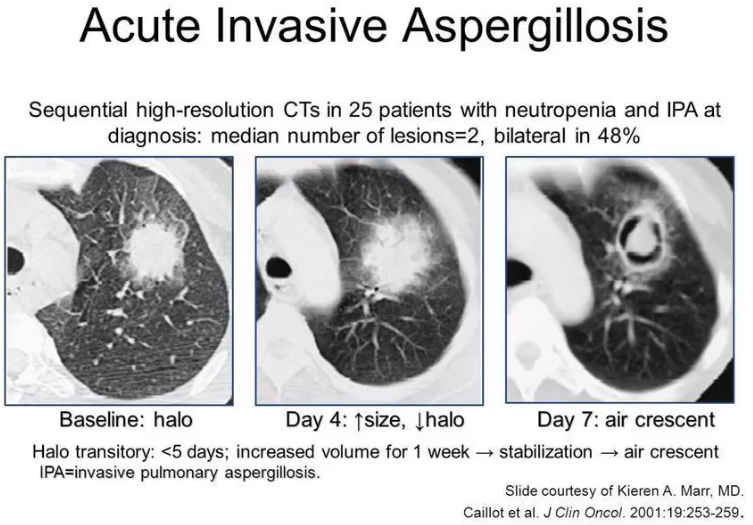 Acute Invasive Aspergillosis
Sequential high-resolution CTs in 25 patients with neutropenia and IPA at
diagnosis: median number of lesions=2, bilateral in 48%
Baseline: halo
Day 4: ↑size, ↓halo
Day 7: air crescent
Halo transitory: <5 days; increased volume for 1 week → stabilization → air crescent
IPA=invasive pulmonary aspergillosis.
Slide courtesy of Kieren A. Marr, MD.
Caillot et al. J Clin Oncol. 2001:19:253-259.